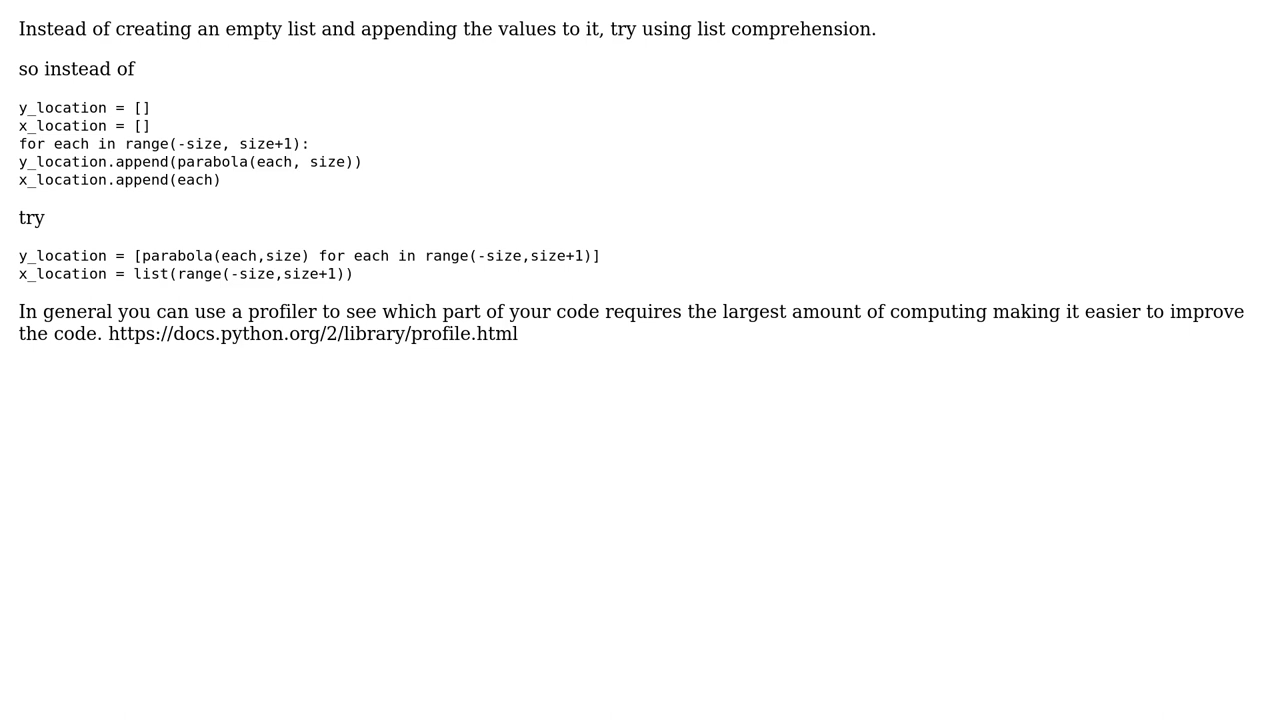 Instead of creating an empty list and appending the values to it, try using list comprehension.
so instead of
y_location = []
x_location = []
for each in range(-size, size+1):
y_location.append(parabola(each, size))
x_location.append(each)
try
y_location = [parabola(each,size) for each in range(-size,size+1)]
x_location = list(range(-size,size+1))
In general you can use a profiler to see which part of your code requires the largest amount of computing making it easier to improve
the code. https://docs.python.org/2/library/profile.html